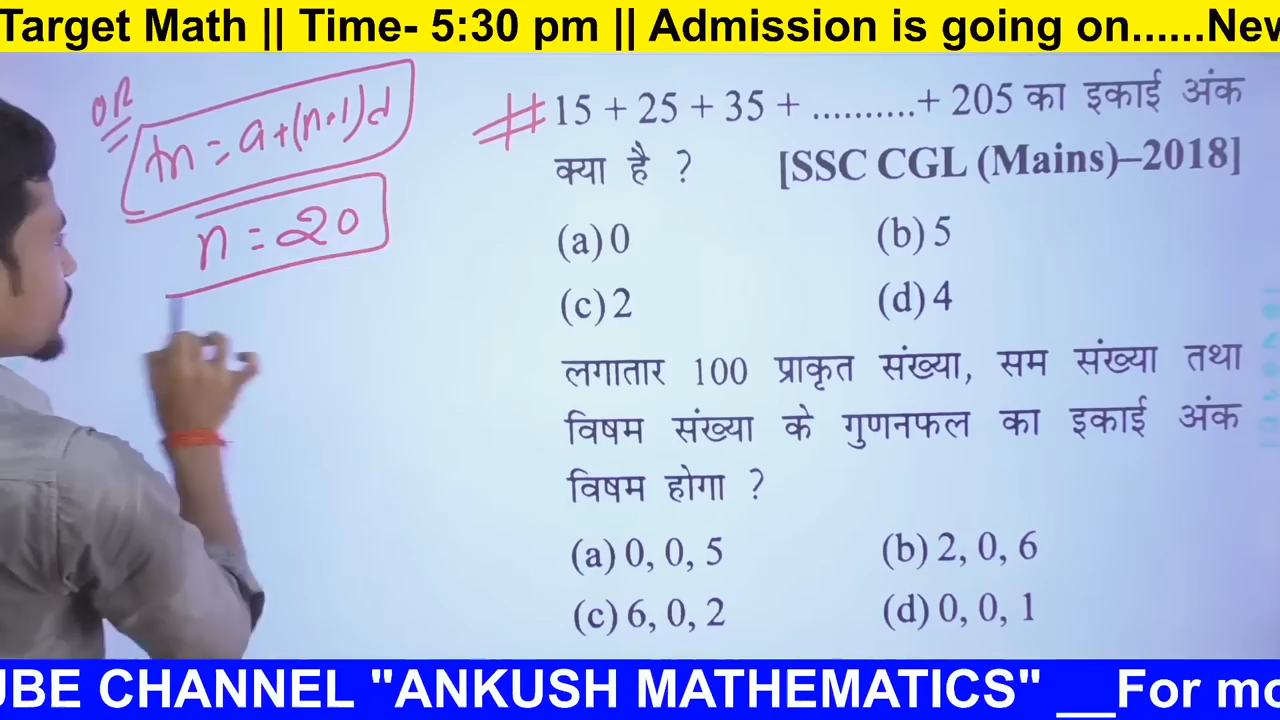 Target Math || Time- 5:30 pm || Admission is going on......New
OR
tn = a+(n-1)d
n = 20
# 15 + 25 + 35 + ..........+ 205 का इकाई अंक
क्या है ? [SSC CGL (Mains)–2018]
(a) 0 (b) 5
(c) 2 (d) 4
लगातार 100 प्राकृत संख्या, सम संख्या तथा
विषम संख्या के गुणनफल का इकाई अंक
विषम होगा ?
(a) 0, 0, 5 (b) 2, 0, 6
(c) 6, 0, 2 (d) 0, 0, 1
UBE CHANNEL "ANKUSH MATHEMATICS" __For mo